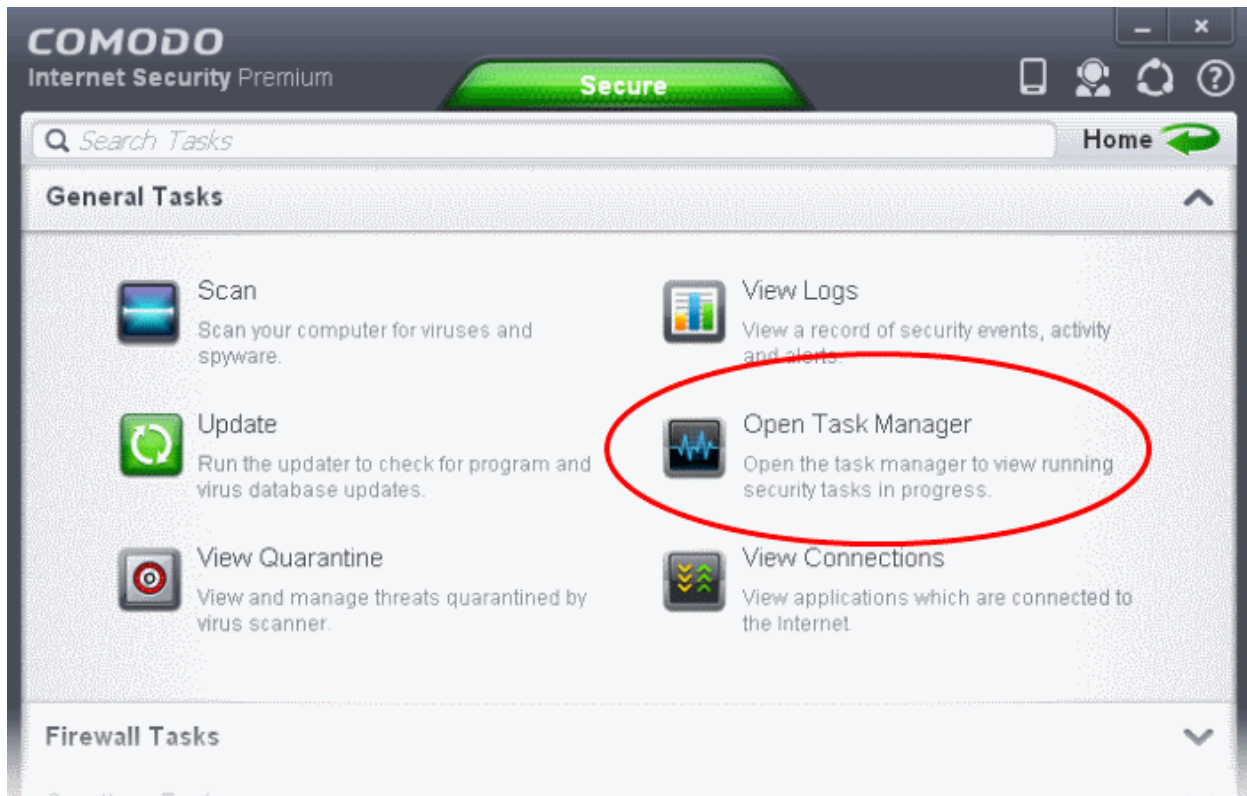 COMODO
Internet Security Premium
Secure
Search Tasks
Home
General Tasks
Scan
Scan your computer for viruses and
spyware.
View Logs
View a record of security events, activity
and alerts.
Update
Run the updater to check for program and
virus database updates.
Open Task Manager
Open the task manager to view running
security tasks in progress.
View Quarantine
View and manage threats quarantined by
virus scanner.
View Connections
View applications which are connected to
the Internet
Firewall Tasks